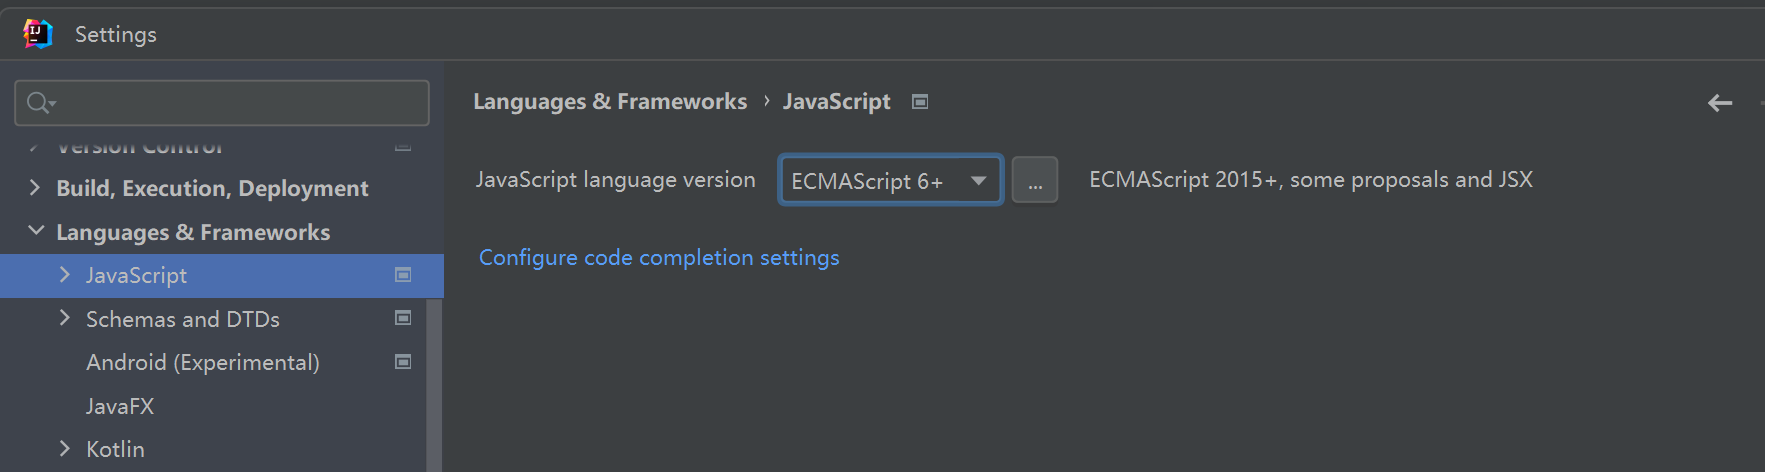 IJ
Settings
Version Control
Build, Execution, Deployment
Languages & Frameworks
JavaScript
Schemas and DTDs
Android (Experimental)
JavaFX
Kotlin
Languages & Frameworks › JavaScript
JavaScript language version ECMAScript 6+ ... ECMAScript 2015+, some proposals and JSX
Configure code completion settings